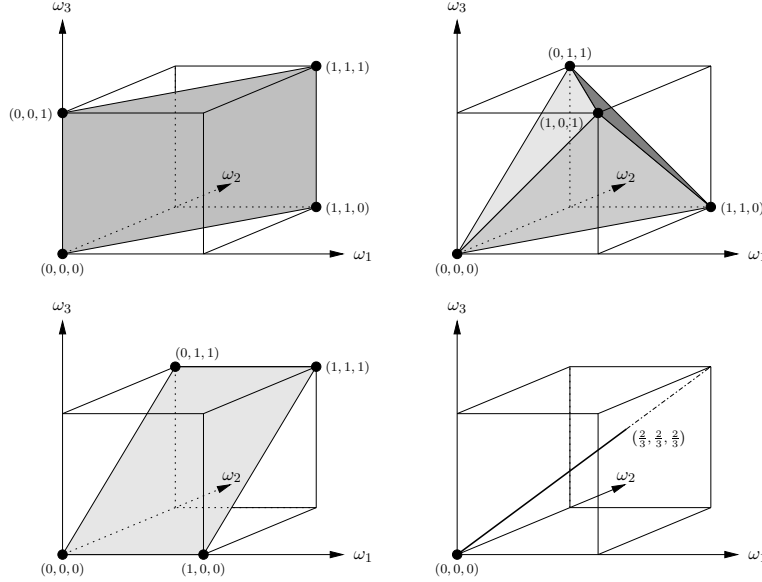 ω₃
(1, 1, 1)
(0, 0, 1)
ω₂
(1, 1, 0)
(0, 0, 0)
ω₁
ω₃
(0, 1, 1)
(1, 0, 1)
ω₂
(1, 1, 0)
(0, 0, 0)
ω₁
ω₃
(0, 1, 1)
(1, 1, 1)
ω₂
(0, 0, 0)
(1, 0, 0)
ω₁
ω₃
(2/3, 2/3, 2/3)
ω₂
(0, 0, 0)
ω₁